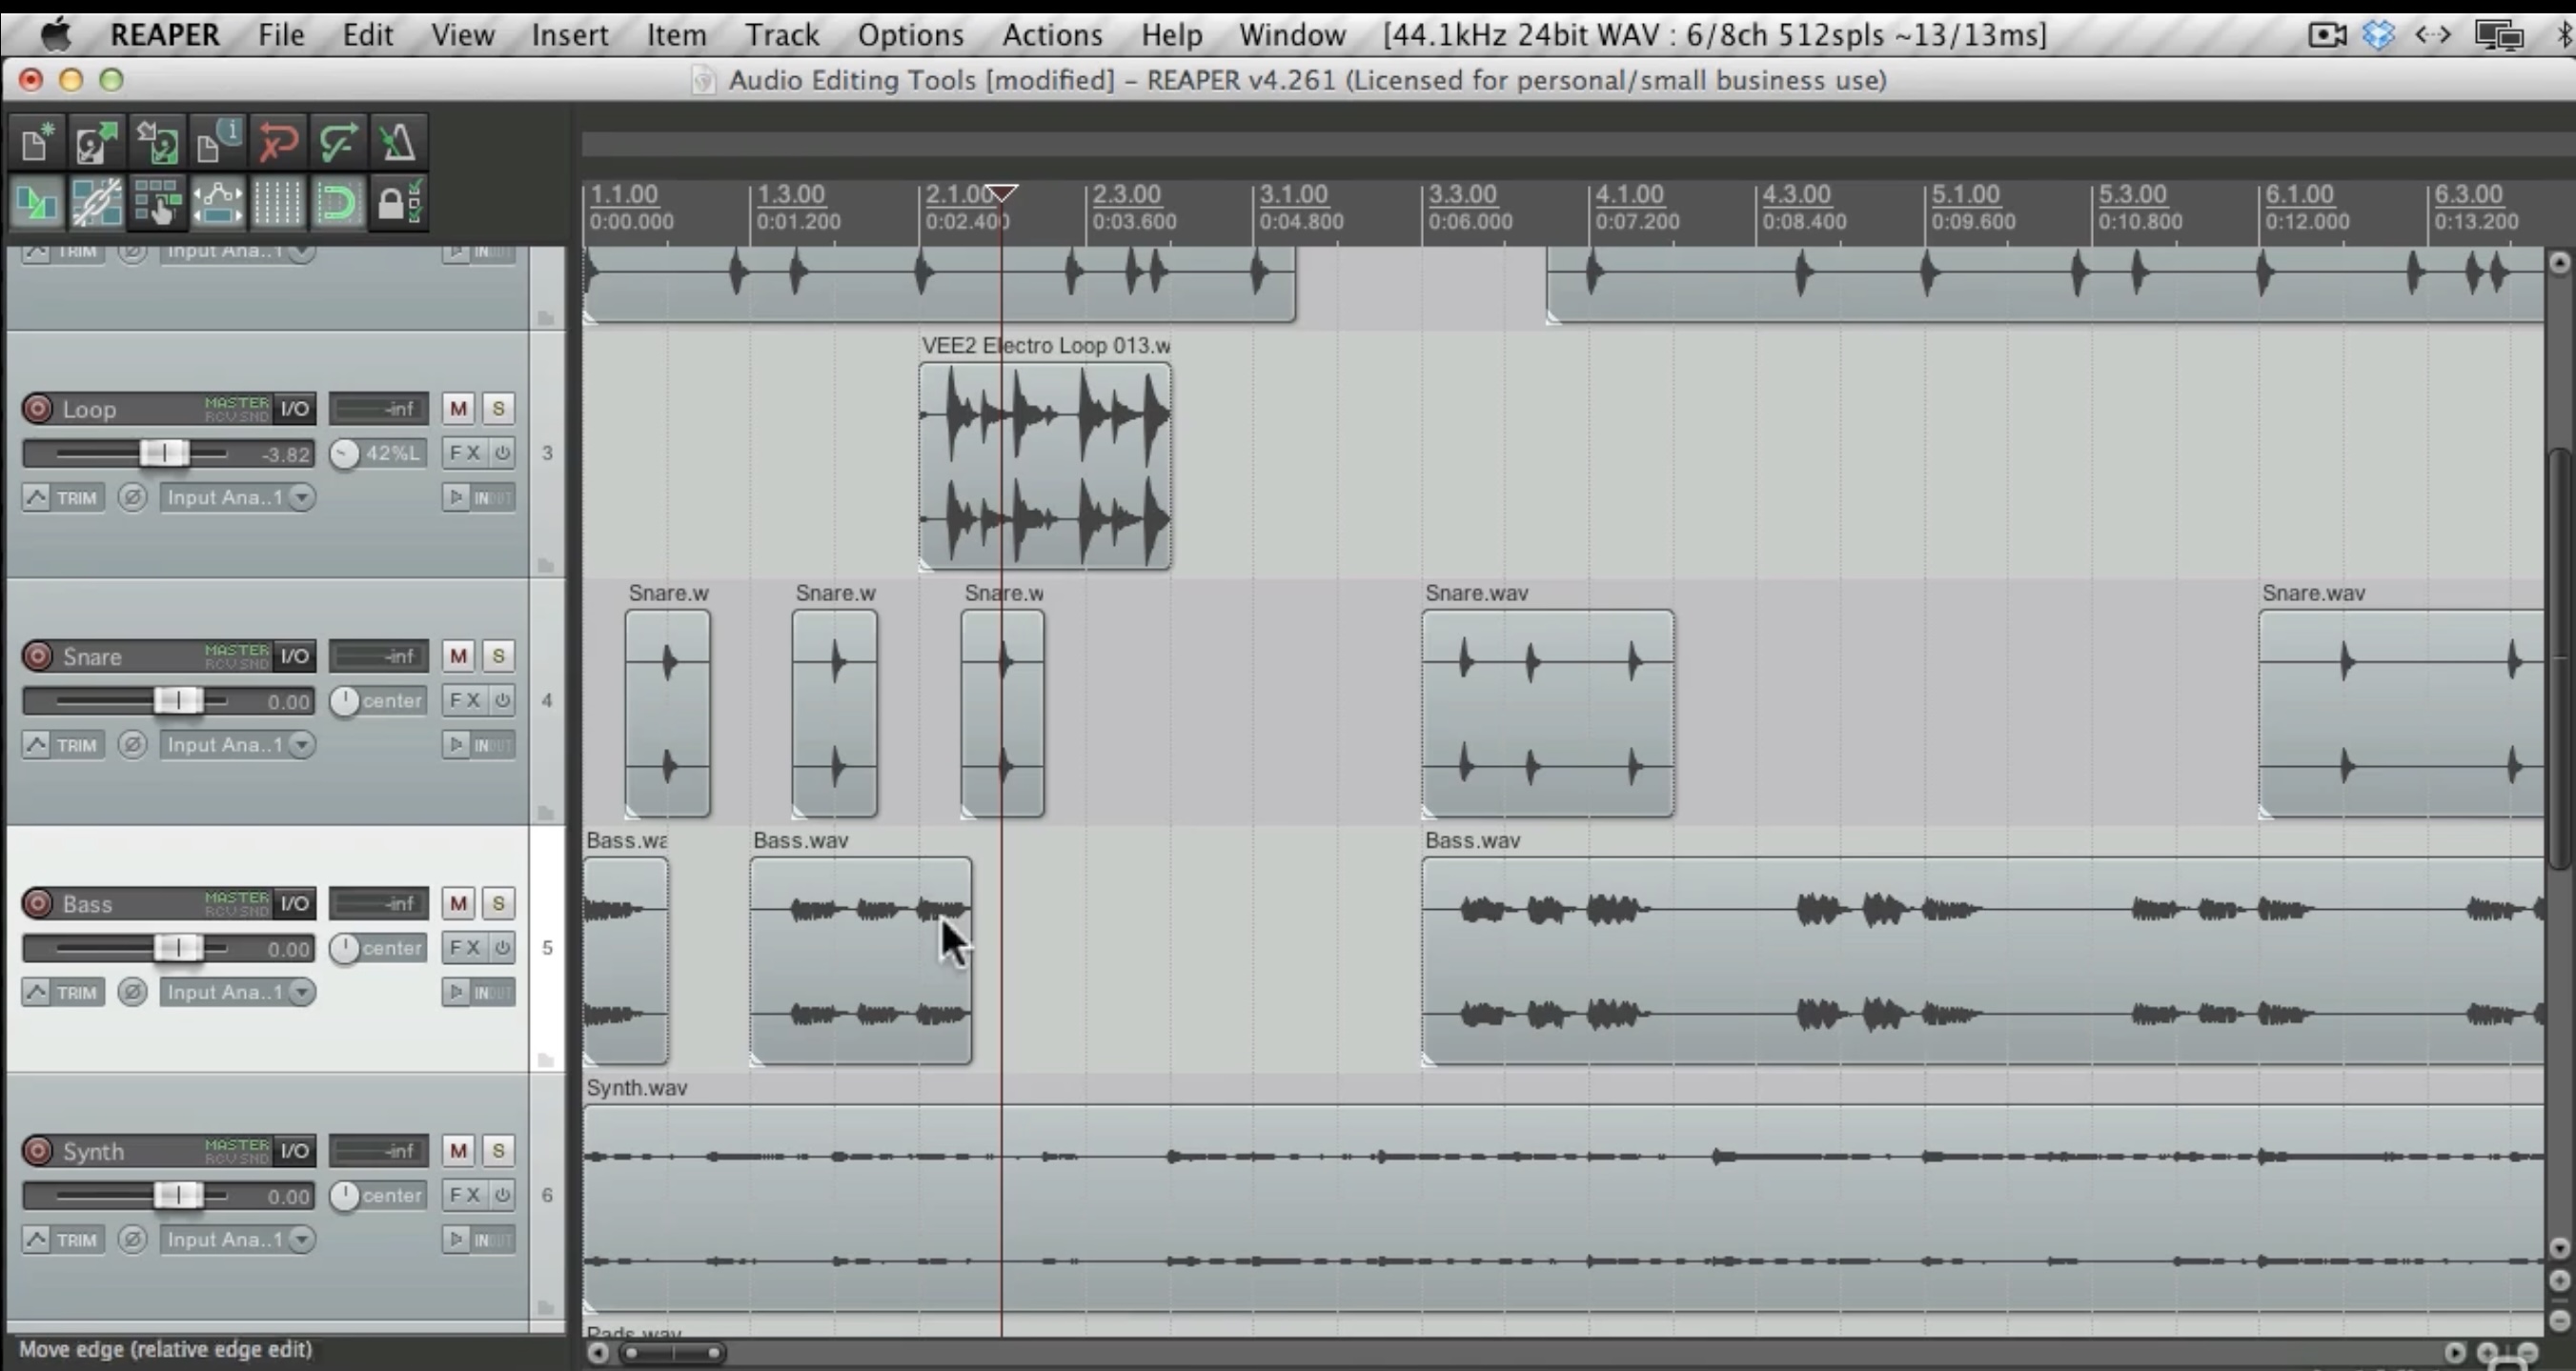 REAPER File Edit View Insert Item Track Options Actions Help Window [44.1kHz 24bit WAV : 6/8ch 512spls ~13/13ms]
Audio Editing Tools [modified] – REAPER v4.261 (Licensed for personal/small business use)
1.1.00 1.3.00 2.1.00 2.3.00 3.1.00 3.3.00 4.1.00 4.3.00 5.1.00 5.3.00 6.1.00 6.3.00
0:00.000 0:01.200 0:02.400 0:03.600 0:04.800 0:06.000 0:07.200 0:08.400 0:09.600 0:10.800 0:12.000 0:13.200
TRIM Input Ana..1 IN
VEE2 Electro Loop 013.w
Loop MASTER I/O -inf M S
RCV SND
-3.82 42%L FX 3
TRIM Input Ana..1 INOUT
Snare.w Snare.w Snare.w Snare.wav Snare.wav
Snare MASTER I/O -inf M S
RCV SND
0.00 center FX 4
TRIM Input Ana..1 INOUT
Bass.wa Bass.wav Bass.wav
Bass MASTER I/O -inf M S
RCV SND
0.00 center FX 5
TRIM Input Ana..1 INOUT
Synth.wav
Synth MASTER I/O -inf M S
RCV SND
0.00 center FX 6
TRIM Input Ana..1 INOUT
Pads.wav
Move edge (relative edge edit)